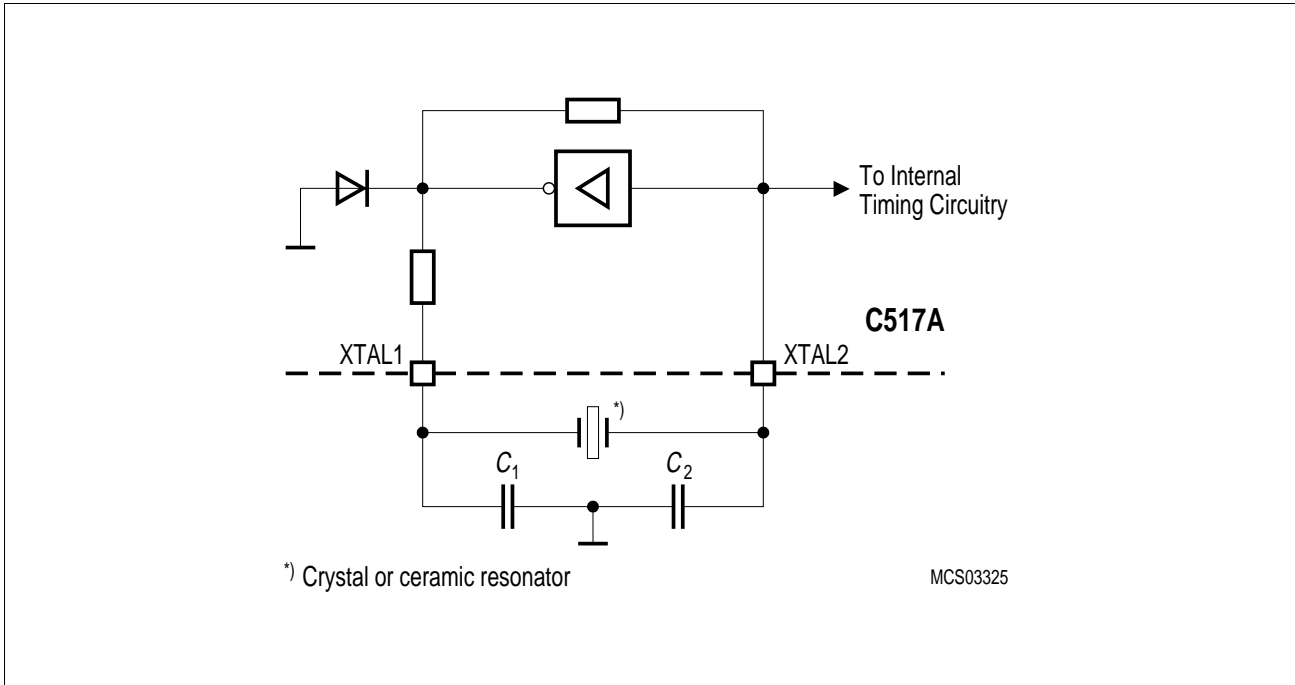 To Internal
Timing Circuitry
C517A
XTAL1
XTAL2
*)
C1
C2
*) Crystal or ceramic resonator
MCS03325